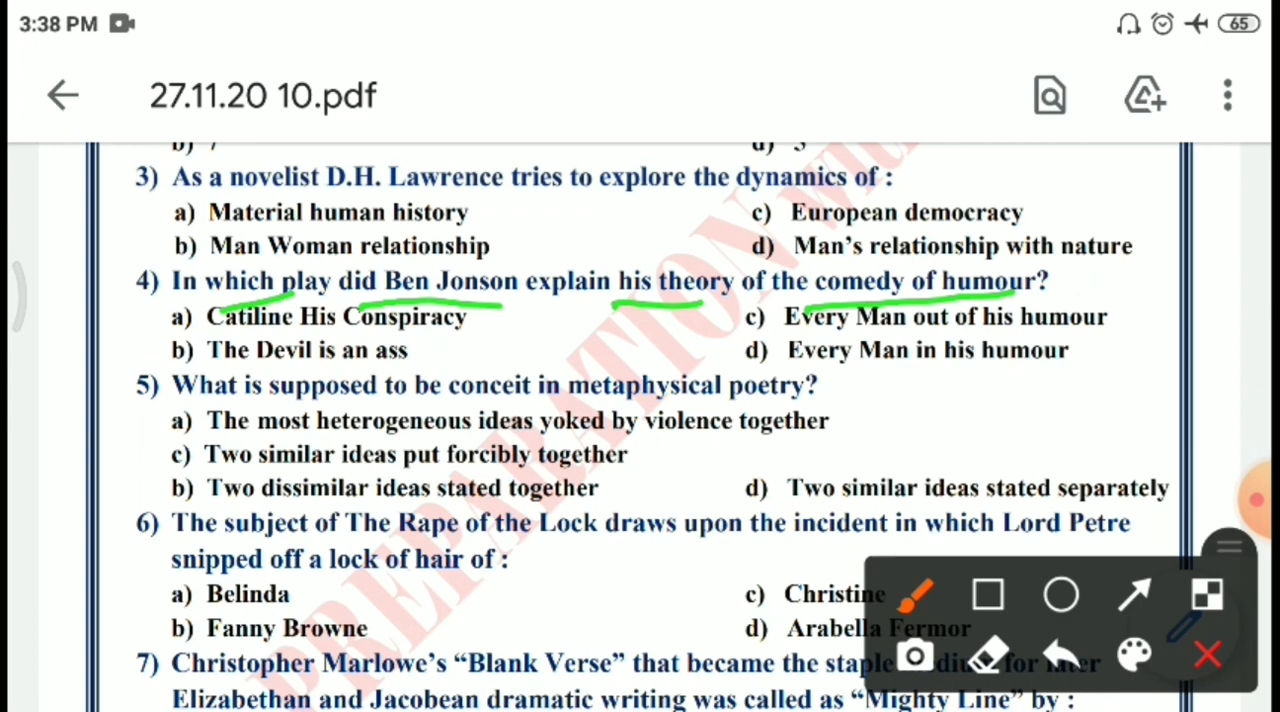 3:38 PM
65
27.11.20 10.pdf
3) As a novelist D.H. Lawrence tries to explore the dynamics of :
a) Material human history c) European democracy
b) Man Woman relationship d) Man's relationship with nature
4) In which play did Ben Jonson explain his theory of the comedy of humour?
a) Catiline His Conspiracy c) Every Man out of his humour
b) The Devil is an ass d) Every Man in his humour
5) What is supposed to be conceit in metaphysical poetry?
a) The most heterogeneous ideas yoked by violence together
c) Two similar ideas put forcibly together
b) Two dissimilar ideas stated together d) Two similar ideas stated separately
6) The subject of The Rape of the Lock draws upon the incident in which Lord Petre
snipped off a lock of hair of :
a) Belinda c) Christine
b) Fanny Browne d) Arabella Fermor
7) Christopher Marlowe's "Blank Verse" that became the staple for later
Elizabethan and Jacobean dramatic writing was called as "Mighty Line" by :
PREPARATION